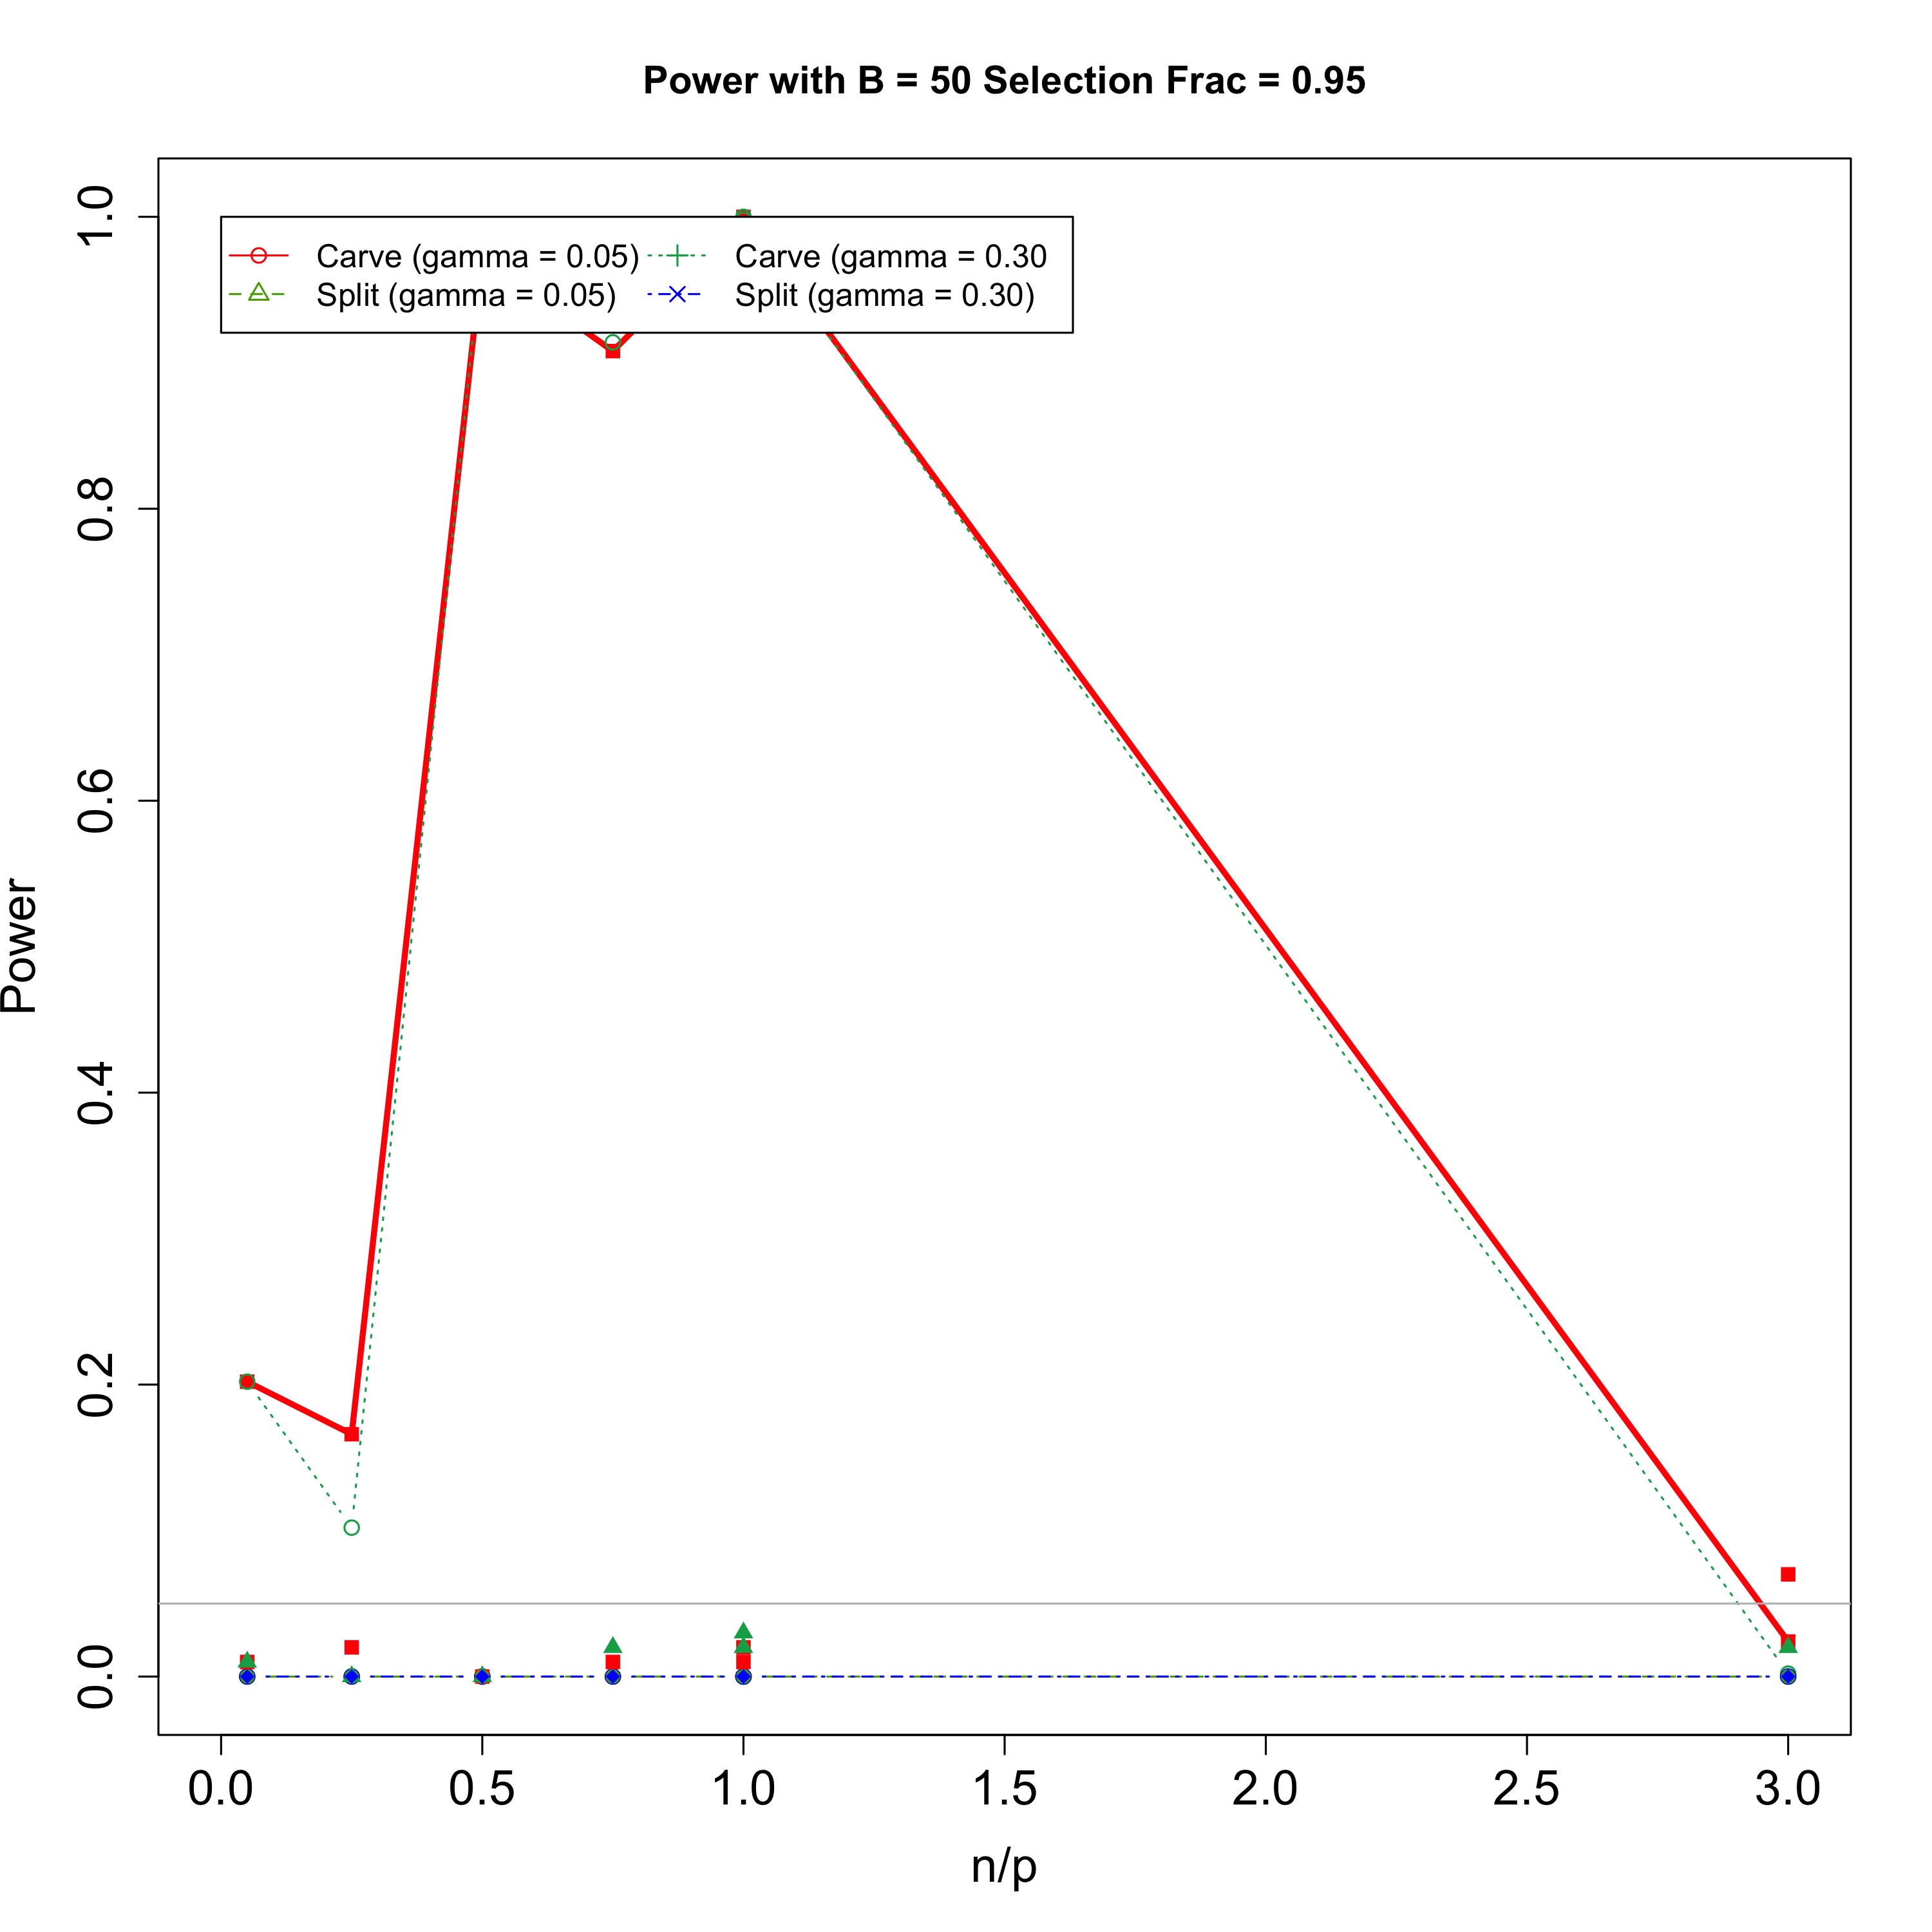 Power with B = 50 Selection Frac = 0.95
1.0
0.8
0.6
0.4
0.2
0.0
Power
Carve (gamma = 0.05) Carve (gamma = 0.30
Split (gamma = 0.05) Split (gamma = 0.30)
0.0 0.5 1.0 1.5 2.0 2.5 3.0
n/p